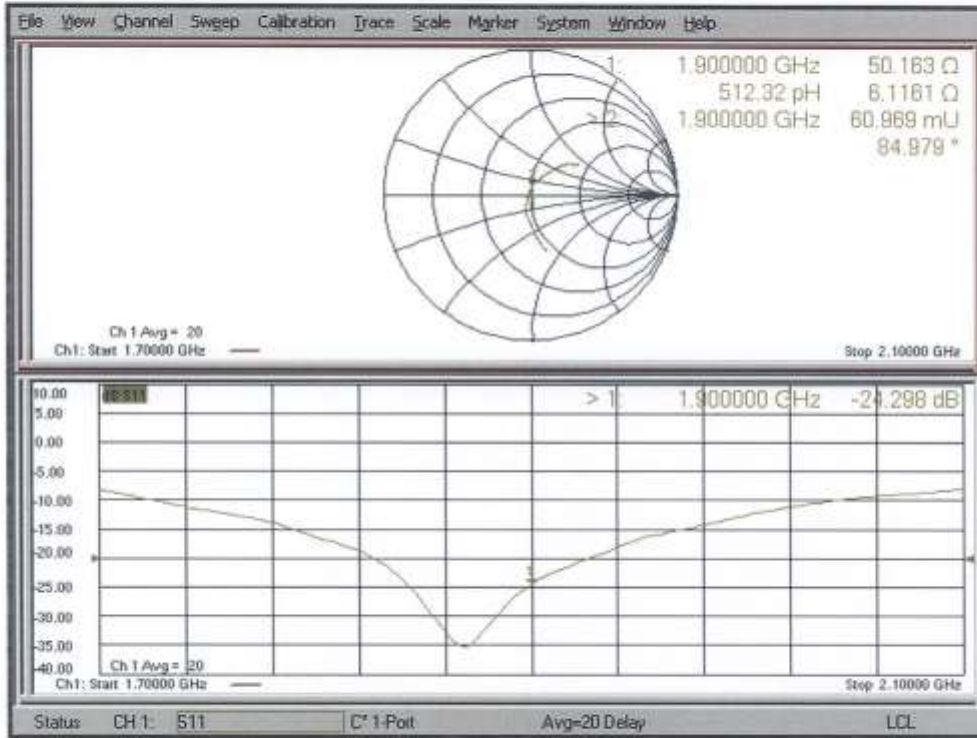 File View Channel Sweep Calibration Trace Scale Marker System Window Help
1: 1.900000 GHz 50.163 Ω
512.32 pH 6.1161 Ω
> 2: 1.900000 GHz 60.969 mU
84.979 °
Ch 1 Avg = 20
Ch1: Start 1.70000 GHz
Stop 2.10000 GHz
10.00
5.00
0.00
-5.00
-10.00
-15.00
-20.00
-25.00
-30.00
-35.00
-40.00
> 1: 1.900000 GHz -24.298 dB
1
Ch 1 Avg = 20
Ch1: Start 1.70000 GHz
Stop 2.10000 GHz
Status CH 1: S11 C* 1-Port Avg=20 Delay LCL